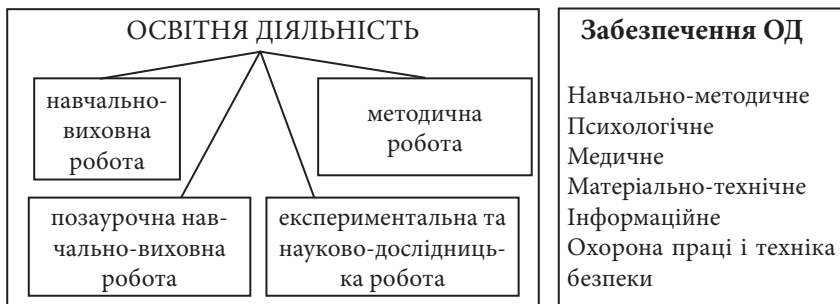 ОСВІТНЯ ДІЯЛЬНІСТЬ
навчально-
виховна
робота
методична
робота
позаурочна нав-
чально-виховна
робота
експериментальна та
науково-дослідниць-
ка робота
Забезпечення ОД
Навчально-методичне
Психологічне
Медичне
Матеріально-технічне
Інформаційне
Охорона праці і техніка
безпеки